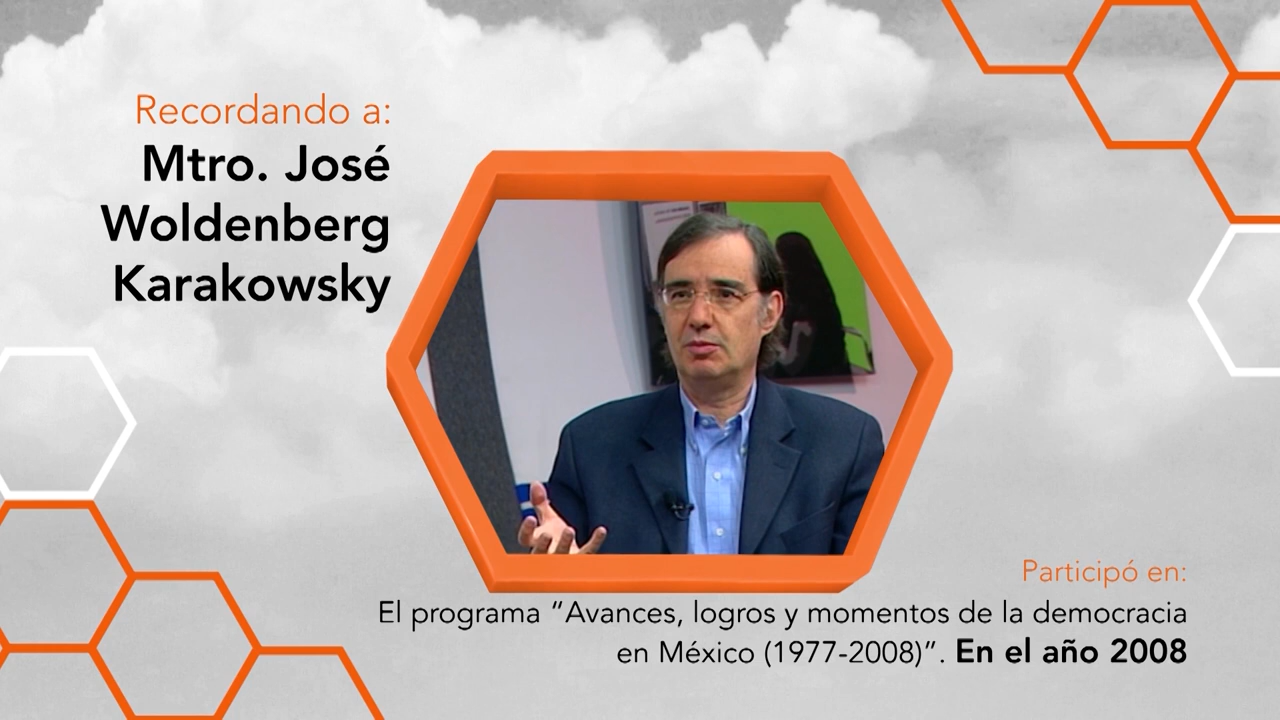 Recordando a:
Mtro. José
Woldenberg
Karakowsky
Participó en:
El programa “Avances, logros y momentos de la democracia
en México (1977-2008)”. En el año 2008